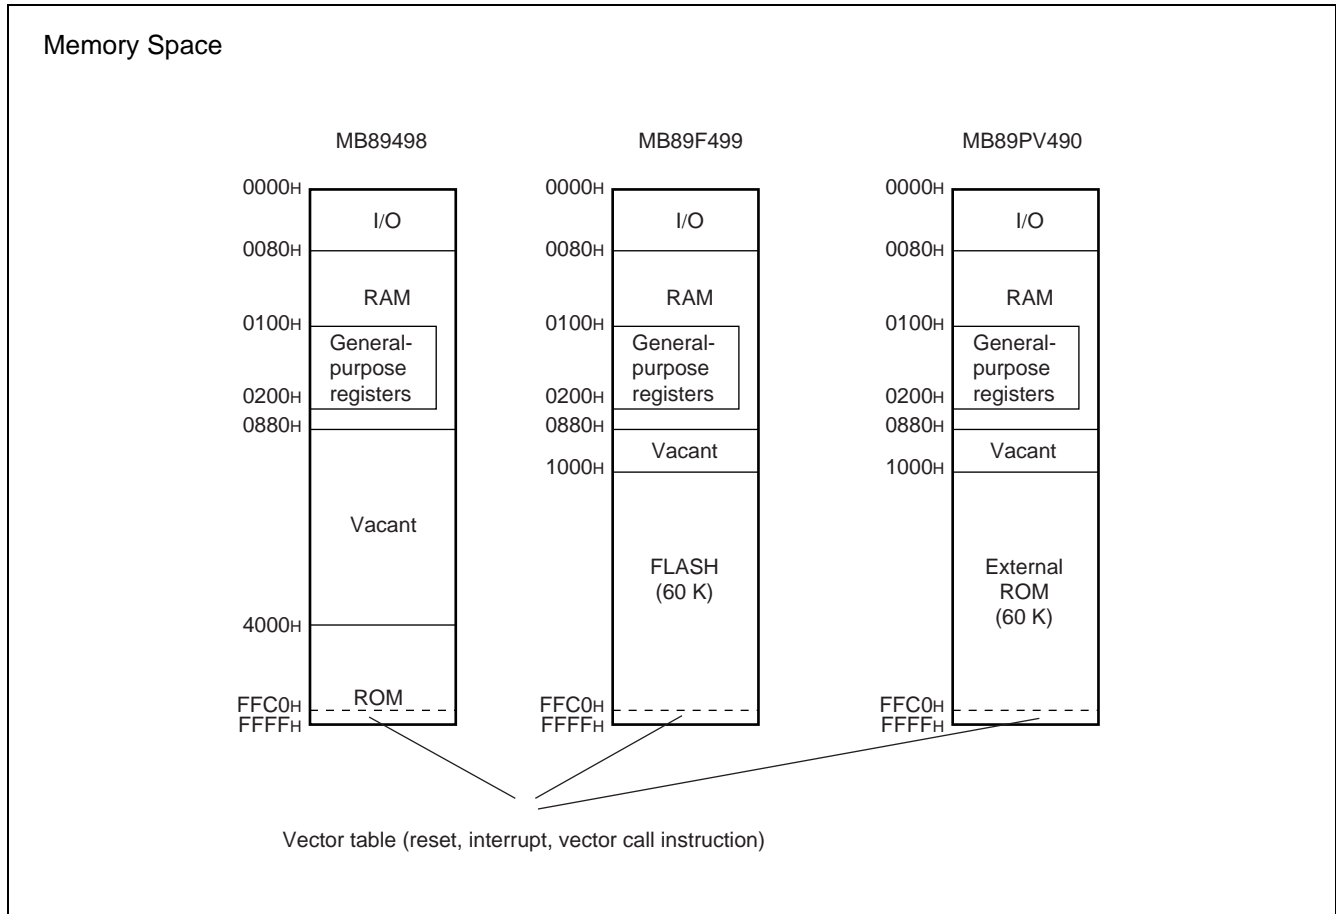 Memory Space
MB89498
0000H
I/O
0080H
RAM
0100H
General-
purpose
registers
0200H
0880H
Vacant
4000H
ROM
FFC0H
FFFFH
MB89F499
0000H
I/O
0080H
RAM
0100H
General-
purpose
registers
0200H
0880H
Vacant
1000H
FLASH
(60 K)
FFC0H
FFFFH
MB89PV490
0000H
I/O
0080H
RAM
0100H
General-
purpose
registers
0200H
0880H
Vacant
1000H
External
ROM
(60 K)
FFC0H
FFFFH
Vector table (reset, interrupt, vector call instruction)